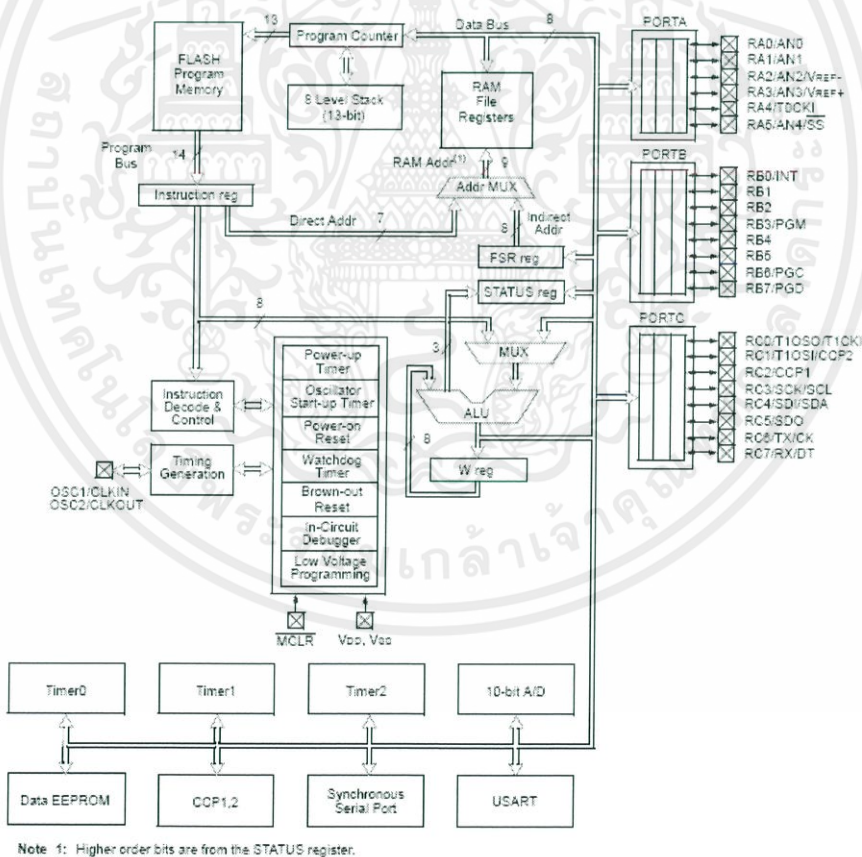 13
Data Bus
8
Program Counter
FLASH
Program
Memory
8 Level Stack
(13-bit)
RAM
File
Registers
Program
Bus
14
RAM Addr(1)
9
Addr MUX
Instruction reg
Direct Addr
7
Indirect
Addr
8
FSR reg
STATUS reg
8
3
MUX
ALU
8
W reg
Power-up
Timer
Oscillator
Start-up Timer
Power-on
Reset
Watchdog
Timer
Brown-out
Reset
In-Circuit
Debugger
Low Voltage
Programming
Instruction
Decode &
Control
Timing
Generation
OSC1/CLKIN
OSC2/CLKOUT
MCLR
VDD, VSS
PORTA
RA0/AN0
RA1/AN1
RA2/AN2/VREF-
RA3/AN3/VREF+
RA4/T0CKI
RA5/AN4/SS
PORTB
RB0/INT
RB1
RB2
RB3/PGM
RB4
RB5
RB6/PGC
RB7/PGD
PORTC
RC0/T1OSO/T1CKI
RC1/T1OSI/CCP2
RC2/CCP1
RC3/SCK/SCL
RC4/SDI/SDA
RC5/SDO
RC6/TX/CK
RC7/RX/DT
Timer0
Timer1
Timer2
10-bit A/D
Data EEPROM
CCP1,2
Synchronous
Serial Port
USART
Note 1: Higher order bits are from the STATUS register.